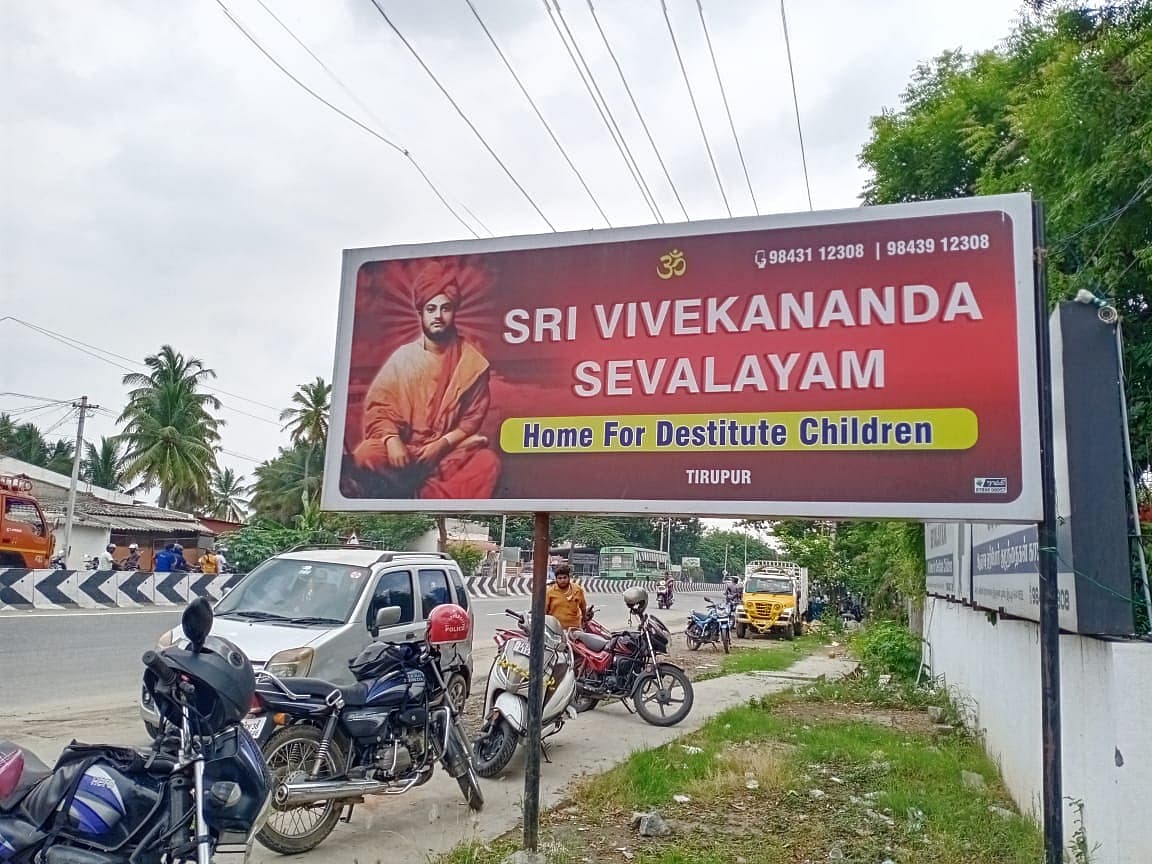 ॐ
98431 12308 | 98439 12308
SRI VIVEKANANDA
SEVALAYAM
Home For Destitute Children
TIRUPUR
POLICE